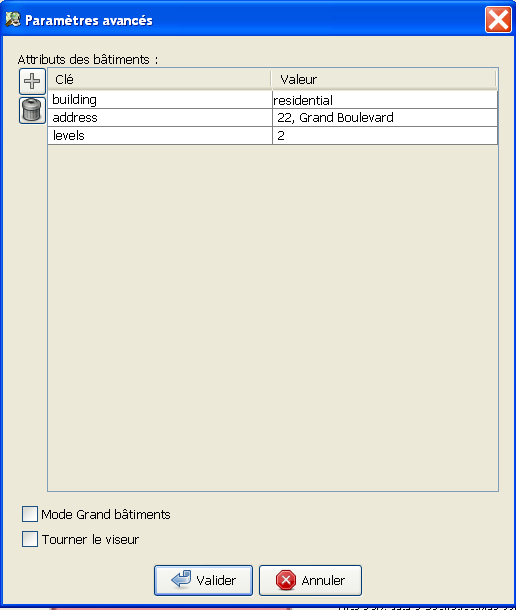 Paramètres avancés
Attributs des bâtiments :
Clé Valeur
building residential
address 22, Grand Boulevard
levels 2
Mode Grand bâtiments
Tourner le viseur
Valider Annuler